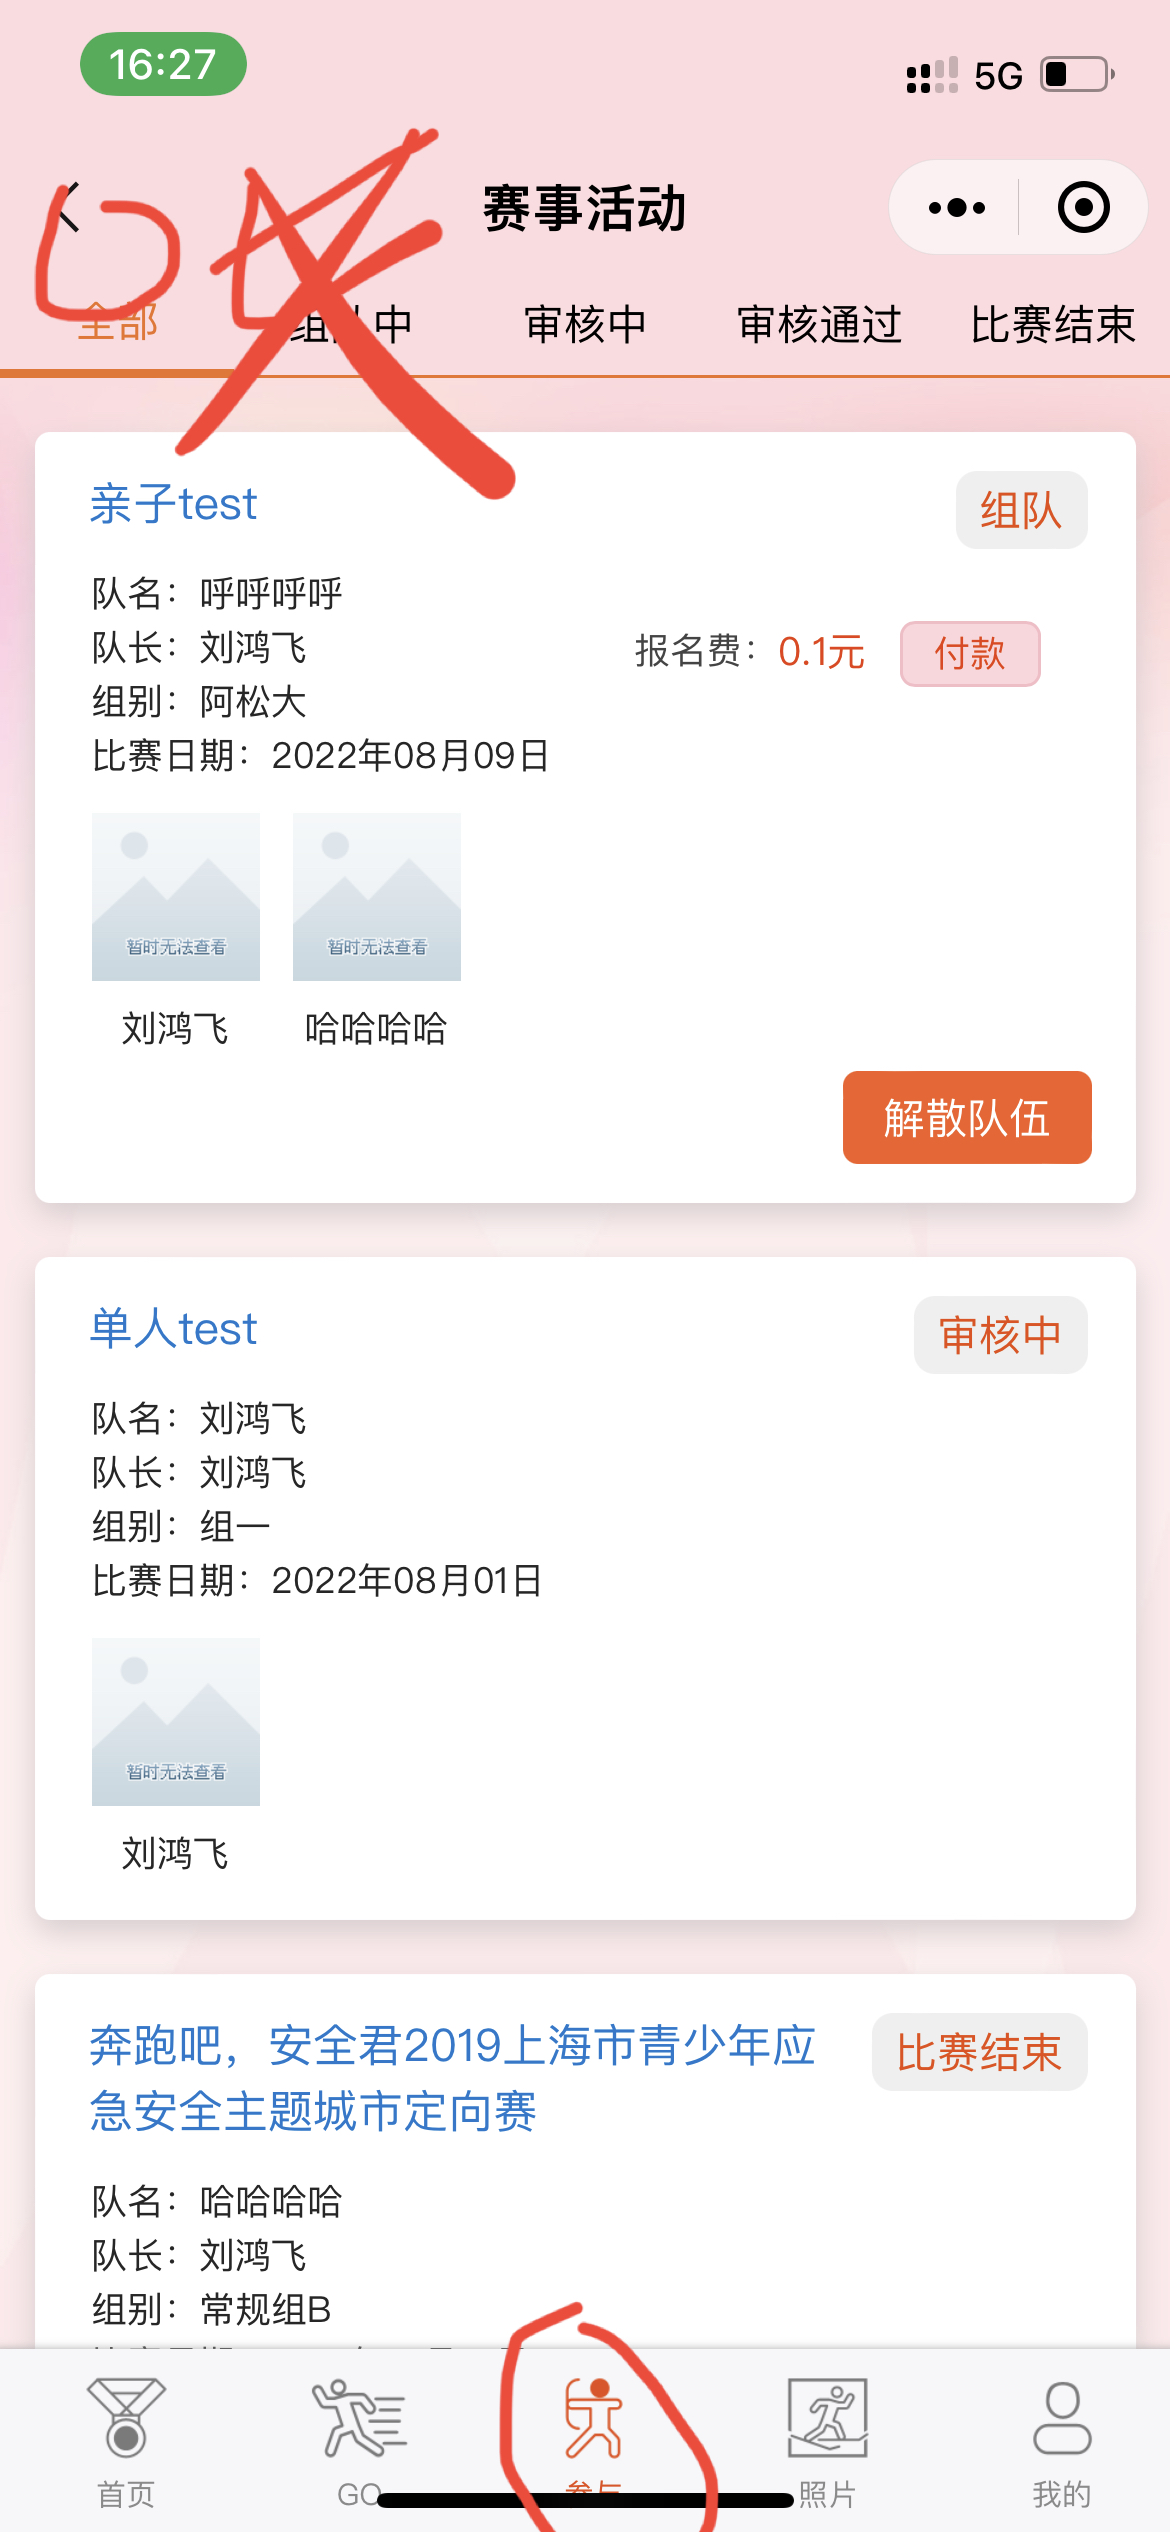 16:27
5G
赛事活动
全部 组队中 审核中 审核通过 比赛结束
亲子test
组队
队名：呼呼呼呼
队长：刘鸿飞
报名费：0.1元 付款
组别：阿松大
比赛日期：2022年08月09日
暂时无法查看 暂时无法查看
刘鸿飞 哈哈哈哈
解散队伍
单人test
审核中
队名：刘鸿飞
队长：刘鸿飞
组别：组一
比赛日期：2022年08月01日
暂时无法查看
刘鸿飞
奔跑吧，安全君2019上海市青少年应
急安全主题城市定向赛
比赛结束
队名：哈哈哈哈
队长：刘鸿飞
组别：常规组B
首页 GO 参与 照片 我的